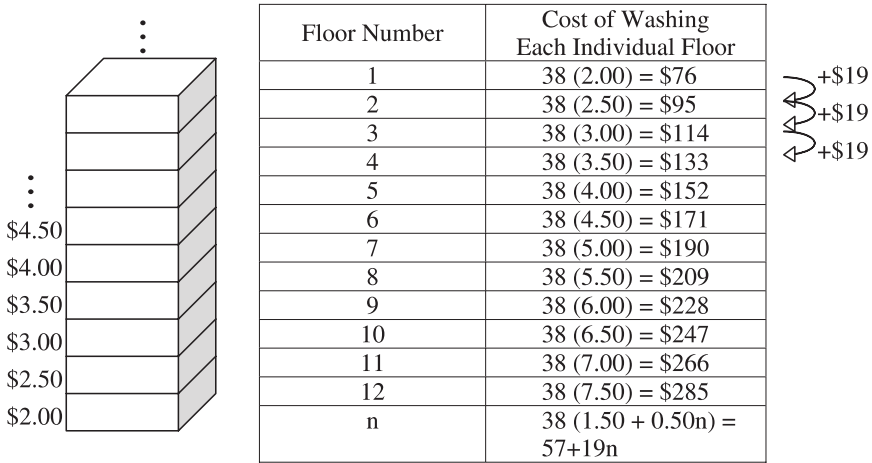 $4.50
$4.00
$3.50
$3.00
$2.50
$2.00
Floor Number
Cost of Washing
Each Individual Floor
1 38 (2.00) = $76
2 38 (2.50) = $95
3 38 (3.00) = $114
4 38 (3.50) = $133
5 38 (4.00) = $152
6 38 (4.50) = $171
7 38 (5.00) = $190
8 38 (5.50) = $209
9 38 (6.00) = $228
10 38 (6.50) = $247
11 38 (7.00) = $266
12 38 (7.50) = $285
n 38 (1.50 + 0.50n) =
57+19n
+$19
+$19
+$19